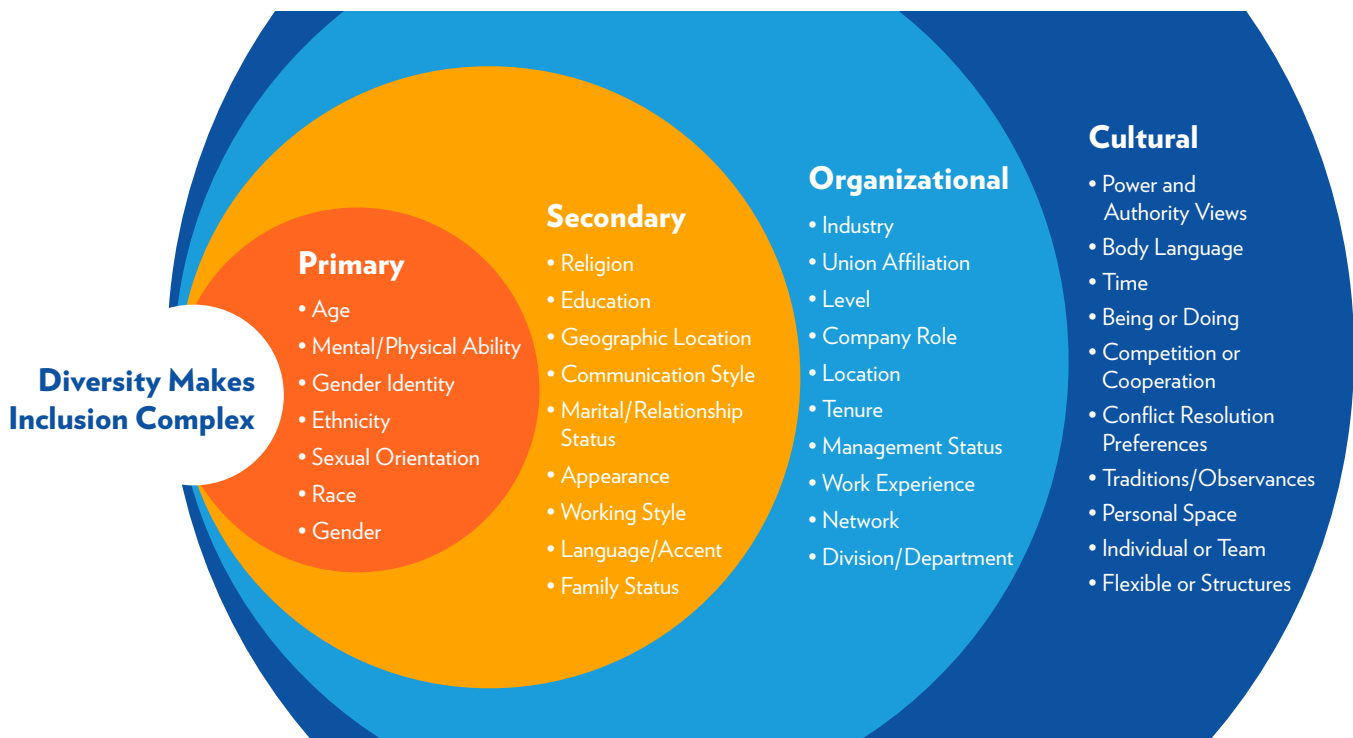 Diversity Makes
Inclusion Complex
Primary
• Age
• Mental/Physical Ability
• Gender Identity
• Ethnicity
• Sexual Orientation
• Race
• Gender
Secondary
• Religion
• Education
• Geographic Location
• Communication Style
• Marital/Relationship
Status
• Appearance
• Working Style
• Language/Accent
• Family Status
Organizational
• Industry
• Union Affiliation
• Level
• Company Role
• Location
• Tenure
• Management Status
• Work Experience
• Network
• Division/Department
Cultural
• Power and
Authority Views
• Body Language
• Time
• Being or Doing
• Competition or
Cooperation
• Conflict Resolution
Preferences
• Traditions/Observances
• Personal Space
• Individual or Team
• Flexible or Structures